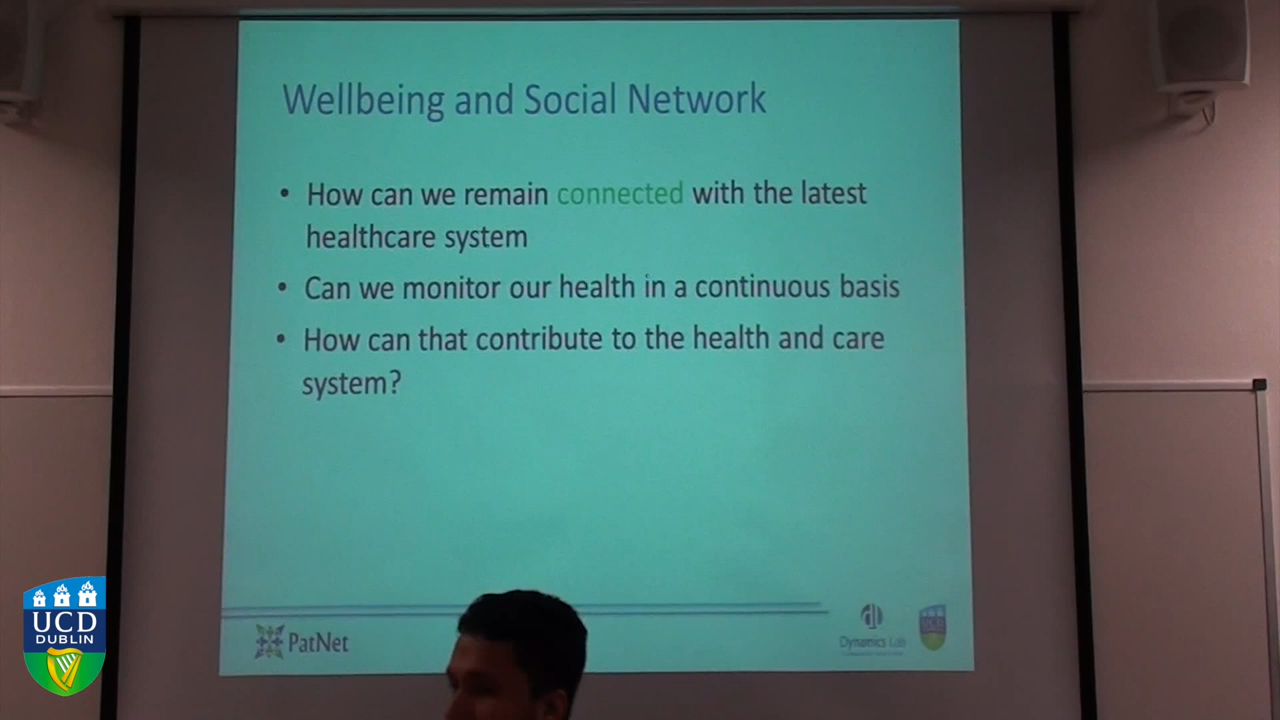 Wellbeing and Social Network
• How can we remain connected with the latest
healthcare system
• Can we monitor our health in a continuous basis
• How can that contribute to the health and care
system?
PatNet
Dynamics Lab
UCD
UCD
DUBLIN